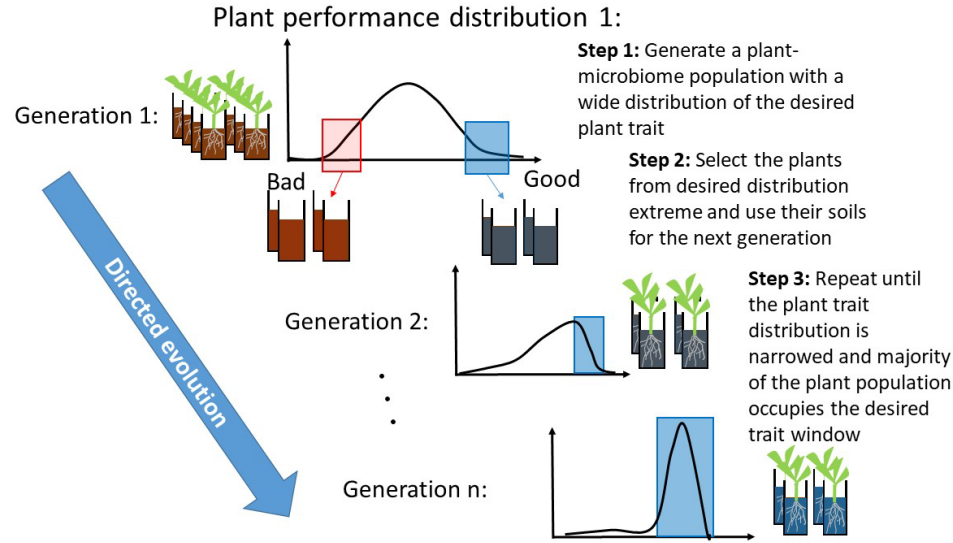 Plant performance distribution 1:
Step 1: Generate a plant-
microbiome population with a
wide distribution of the desired
plant trait
Generation 1:
Bad
Good
Step 2: Select the plants
from desired distribution
extreme and use their soils
for the next generation
Directed evolution
Generation 2:
Step 3: Repeat until
the plant trait
distribution is
narrowed and majority
of the plant population
occupies the desired
trait window
Generation n: